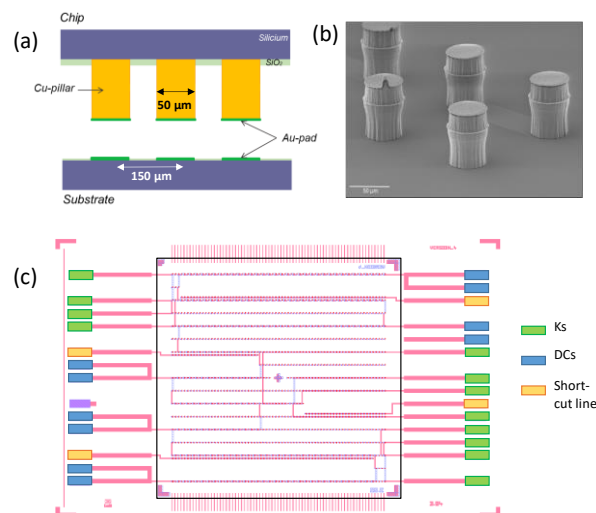 Chip
(a)
Silicium
SiO₂
Cu-pillar
50 µm
Au-pad
150 µm
Substrate
(b)
50 µm
(c)
Ks
DCs
Short-
cut line